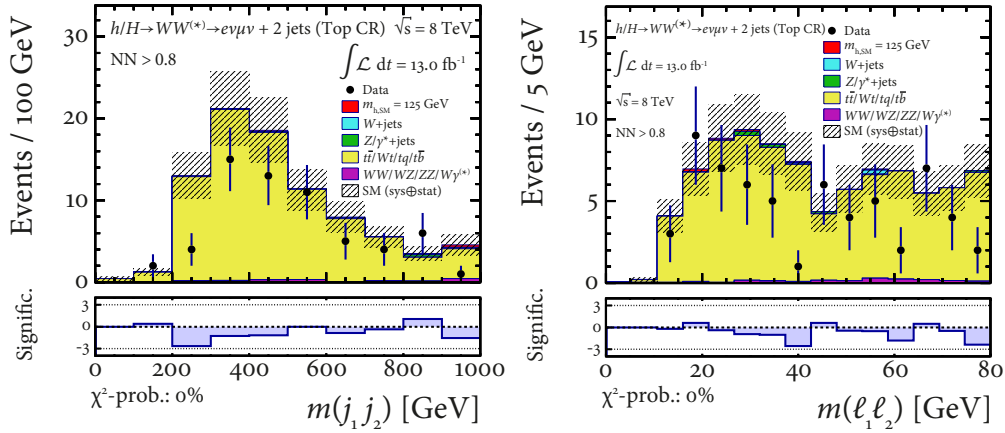 h/H→WW(*)→eνμν + 2 jets (Top CR) √s = 8 TeV
NN > 0.8
∫ L dt = 13.0 fb⁻¹
Data
m_h,SM = 125 GeV
W+jets
Z/γ*+jets
tt̄/Wt/tq/tb̄
WW/WZ/ZZ/Wγ(*)
SM (sys⊕stat)
Events / 100 GeV
30
20
10
0
Signific.
3
0
−3
0 200 400 600 800 1000
χ²-prob.: 0%
m(j₁ j₂) [GeV]
h/H→WW(*)→eνμν + 2 jets (Top CR)
∫ L dt = 13.0 fb⁻¹
√s = 8 TeV
NN > 0.8
Data
m_h,SM = 125 GeV
W+jets
Z/γ*+jets
tt̄/Wt/tq/tb̄
WW/WZ/ZZ/Wγ(*)
SM (sys⊕stat)
Events / 5 GeV
15
10
5
0
Signific.
3
0
−3
0 20 40 60 80
χ²-prob.: 0%
m(ℓ₁ℓ₂) [GeV]